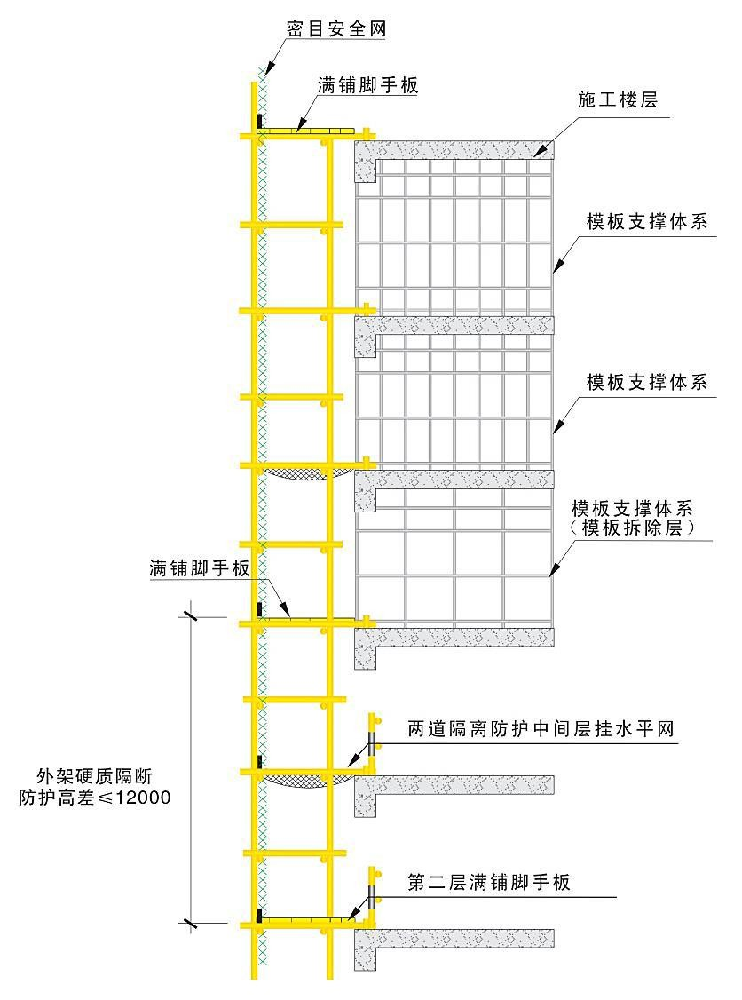 密目安全网
满铺脚手板
施工楼层
模板支撑体系
模板支撑体系
模板支撑体系
（模板拆除层）
满铺脚手板
两道隔离防护中间层挂水平网
外架硬质隔断
防护高差≤12000
第二层满铺脚手板